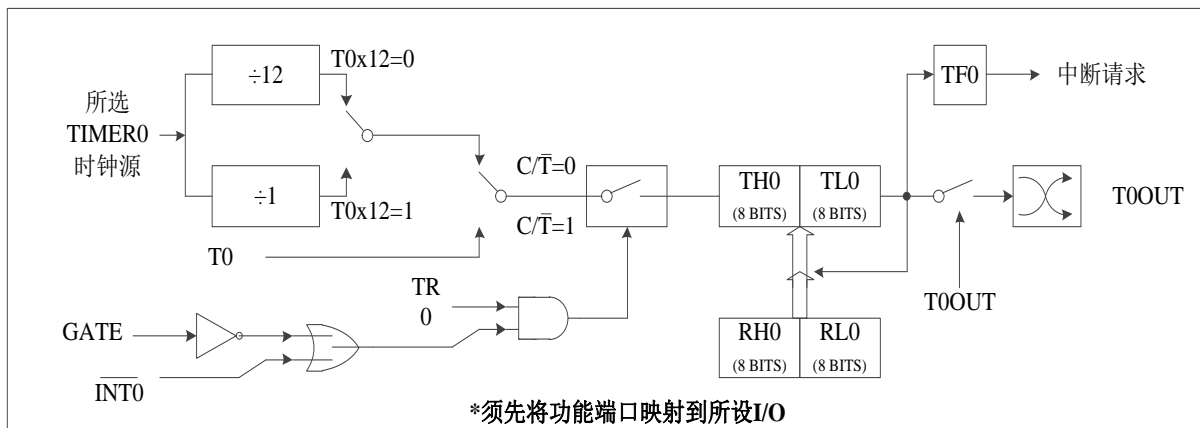 ÷12
T0x12=0
所选
TIMER0
时钟源
÷1
T0x12=1
T0
C/T̅=0
C/T̅=1
TR
0
GATE
I̅N̅T̅0̅
TH0
(8 BITS)
TL0
(8 BITS)
RH0
(8 BITS)
RL0
(8 BITS)
TF0
中断请求
T0OUT
T0OUT
*须先将功能端口映射到所设I/O